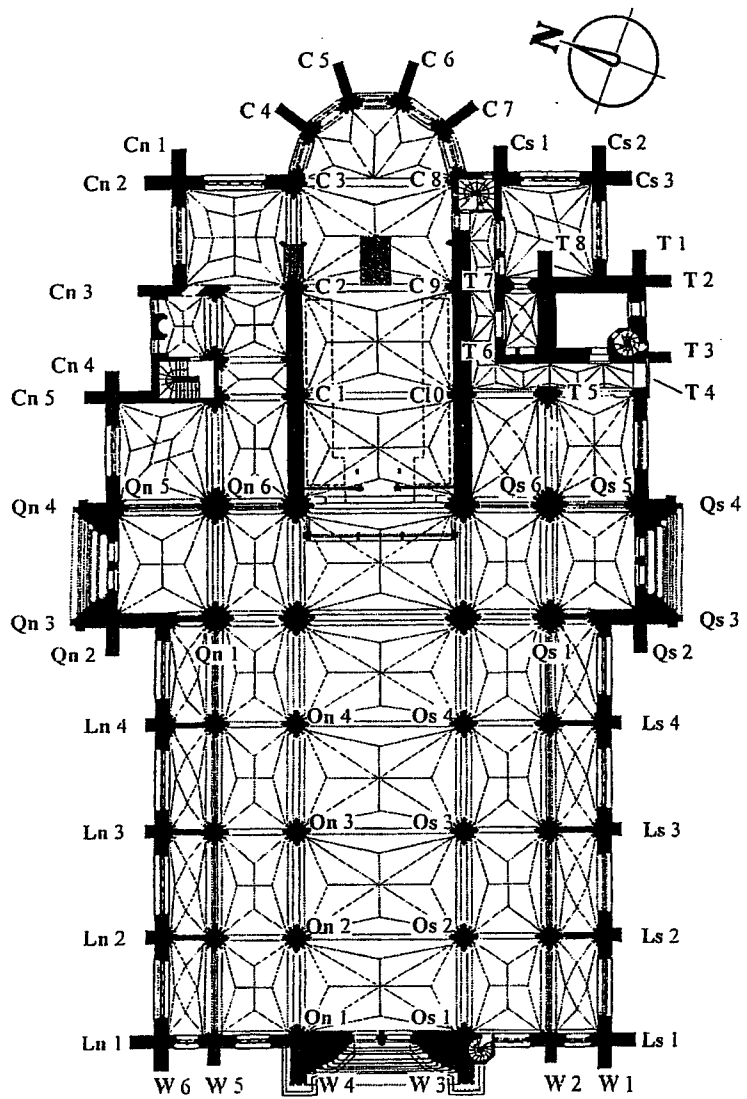 N
C 5 C 6
C 4 C 7
Cn 1 Cs 1 Cs 2
Cn 2 C 3 C 8 Cs 3
T 8 T 1
Cn 3 C 2 C 9 T 7 T 2
Cn 4 T 6 T 3
Cn 5 C 1 C10 T 5 T 4
Qn 5 Qn 6 Qs 6 Qs 5
Qn 4 Qs 4
Qn 3 Qs 3
Qn 2 Qn 1 Qs 1 Qs 2
Ln 4 On 4 Os 4 Ls 4
Ln 3 On 3 Os 3 Ls 3
Ln 2 On 2 Os 2 Ls 2
On 1 Os 1
Ln 1 Ls 1
W 6 W 5 W 4 W 3 W 2 W 1